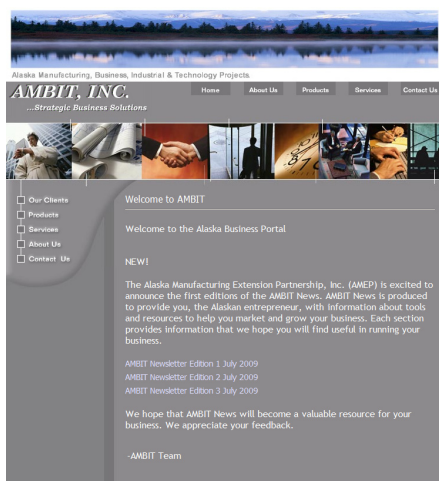 Alaska Manufacturing, Business, Industrial & Technology Projects
AMBIT, INC.
...Strategic Business Solutions
Home About Us Products Services Contact Us
Our Clients
Products
Services
About Us
Contact Us
Welcome to AMBIT
Welcome to the Alaska Business Portal
NEW!
The Alaska Manufacturing Extension Partnership, Inc. (AMEP) is excited to
announce the first editions of the AMBIT News. AMBIT News is produced
to provide you, the Alaskan entrepreneur, with information about tools
and resources to help you market and grow your business. Each section
provides information that we hope you will find useful in running your
business.
AMBIT Newsletter Edition 1 July 2009
AMBIT Newsletter Edition 2 July 2009
AMBIT Newsletter Edition 3 July 2009
We hope that AMBIT News will become a valuable resource for your
business. We appreciate your feedback.
-AMBIT Team